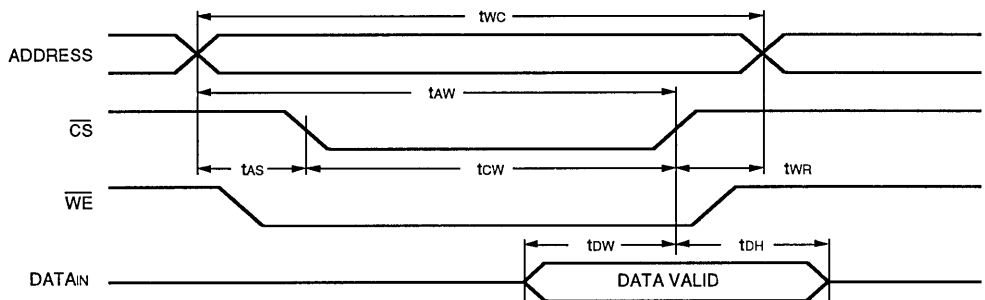 tWC
ADDRESS
tAW
CS
tAS tCW tWR
WE
tDW tDH
DATAIN DATA VALID